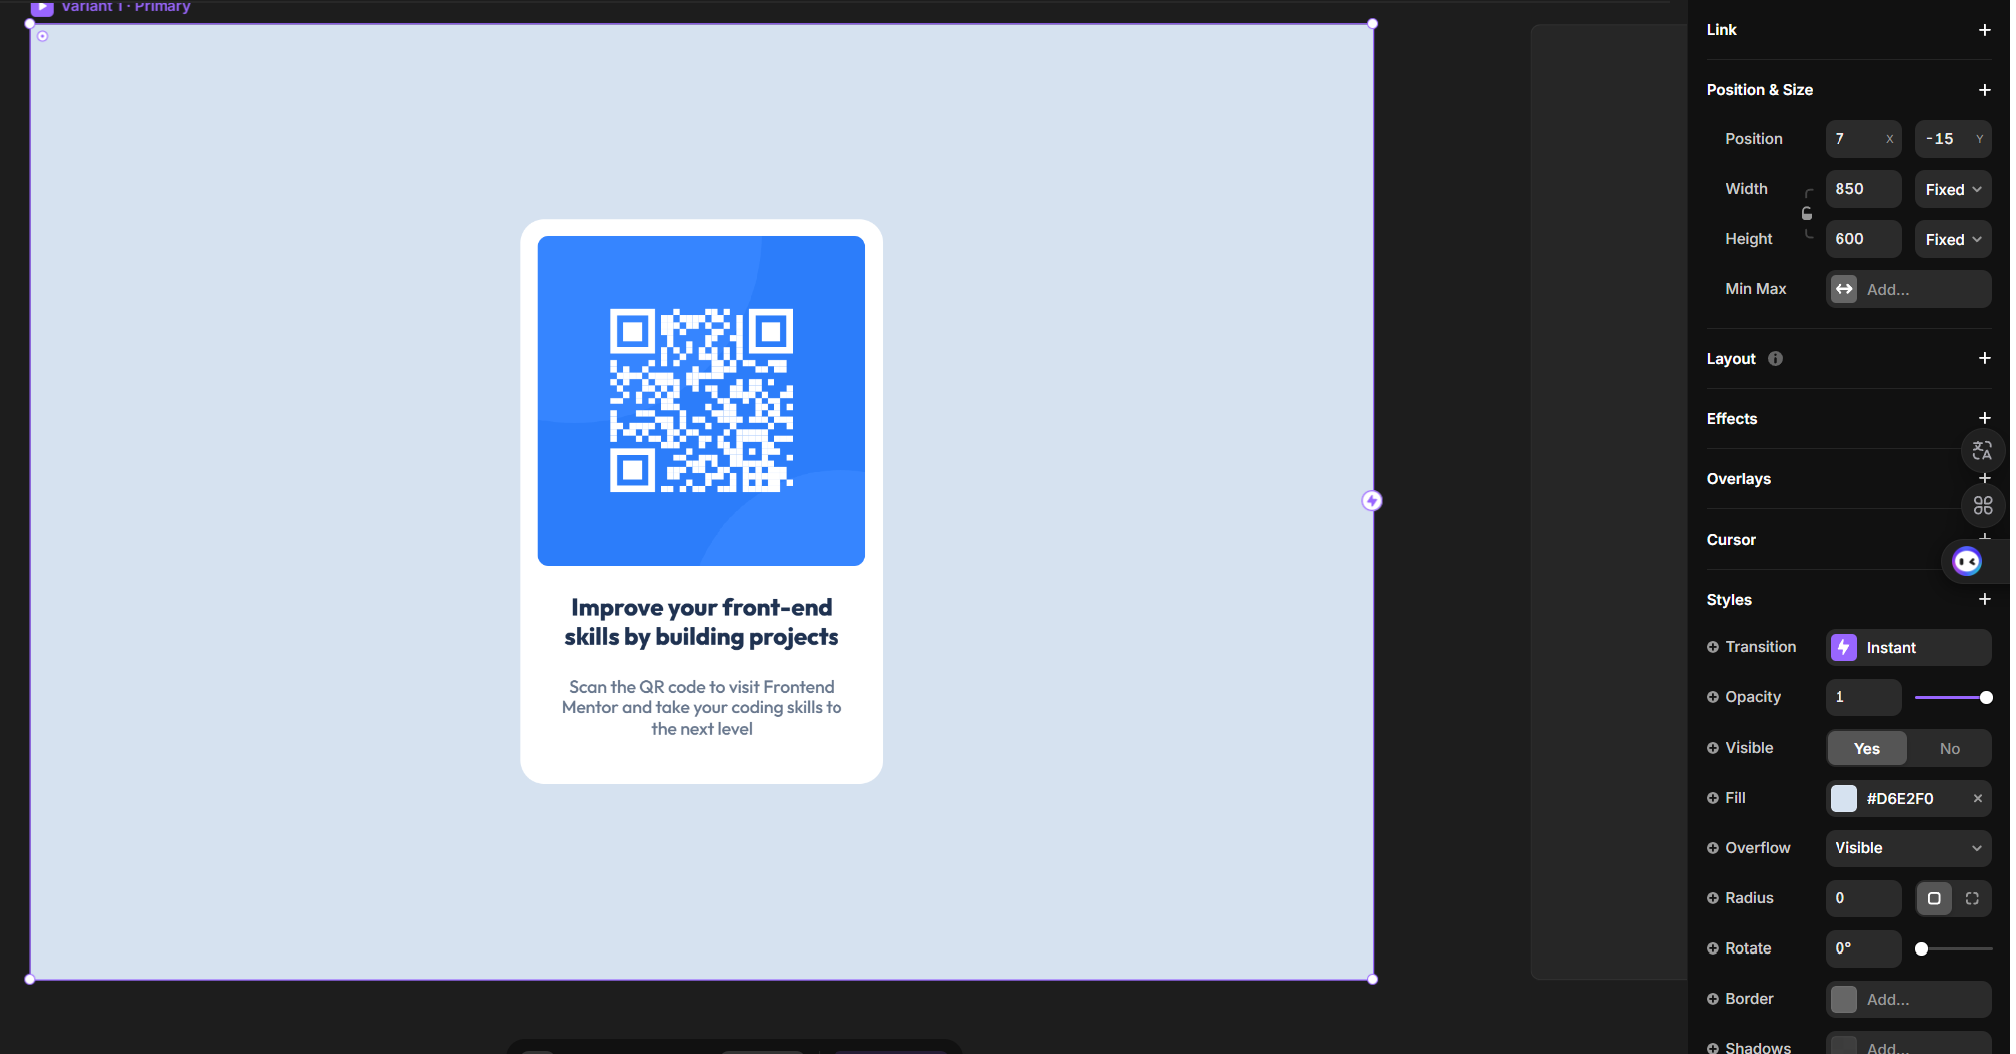 Variant 1 · Primary
Improve your front-end
skills by building projects
Scan the QR code to visit Frontend
Mentor and take your coding skills to
the next level
Link
Position & Size
Position 7 X -15 Y
Width 850 Fixed
Height 600 Fixed
Min Max Add...
Layout
Effects
Overlays
Cursor
Styles
Transition Instant
Opacity 1
Visible Yes No
Fill #D6E2F0
Overflow Visible
Radius 0
Rotate 0°
Border Add...
Shadows Add...